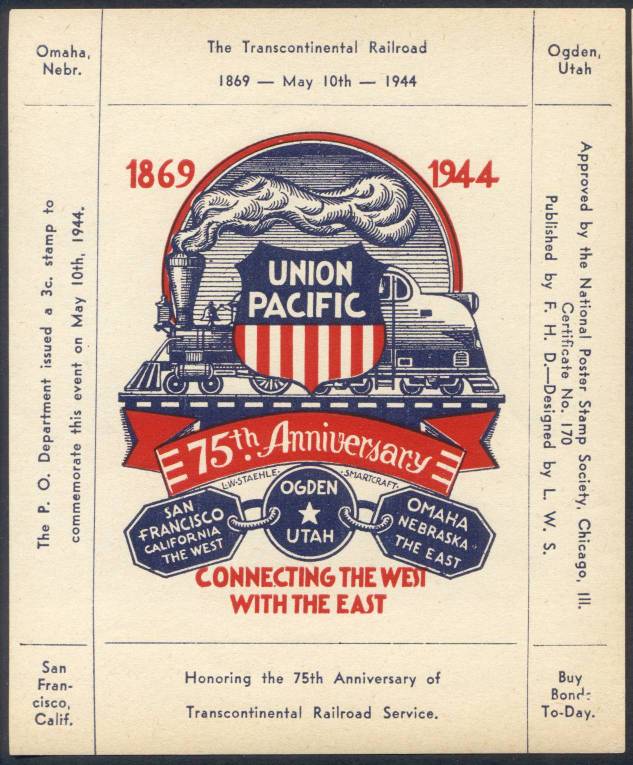 Omaha,
Nebr.
The Transcontinental Railroad
1869 — May 10th — 1944
Ogden,
Utah
The P. O. Department issued a 3c. stamp to
commemorate this event on May 10th, 1944.
1869
1944
UNION
PACIFIC
75th Anniversary
L·W·STAEHLE·
·SMARTCRAFT·
SAN
FRANCISCO
CALIFORNIA
THE WEST
OGDEN
UTAH
OMAHA
NEBRASKA
THE EAST
CONNECTING THE WEST
WITH THE EAST
Approved by the National Poster Stamp Society, Chicago, Ill.
Certificate No. 170
Published by F. H. D.—Designed by L. W. S.
San
Fran-
cisco,
Calif.
Honoring the 75th Anniversary of
Transcontinental Railroad Service.
Buy
Bonds
To-Day.